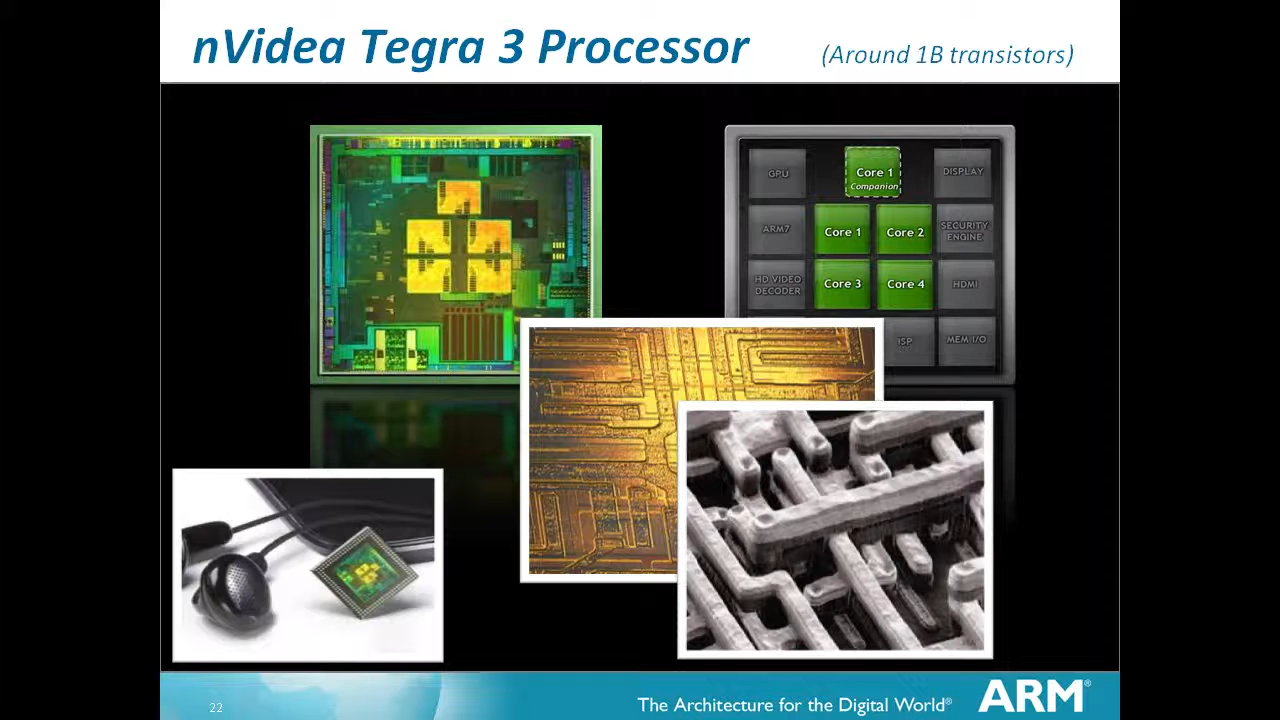 nVidea Tegra 3 Processor
(Around 1B transistors)
GPU
Core 1
Companion
DISPLAY
ARM7
Core 1
Core 2
SECURITY
ENGINE
HD VIDEO
DECODER
Core 3
Core 4
HDMI
ISP
MEM I/O
22
The Architecture for the Digital World®
ARM®